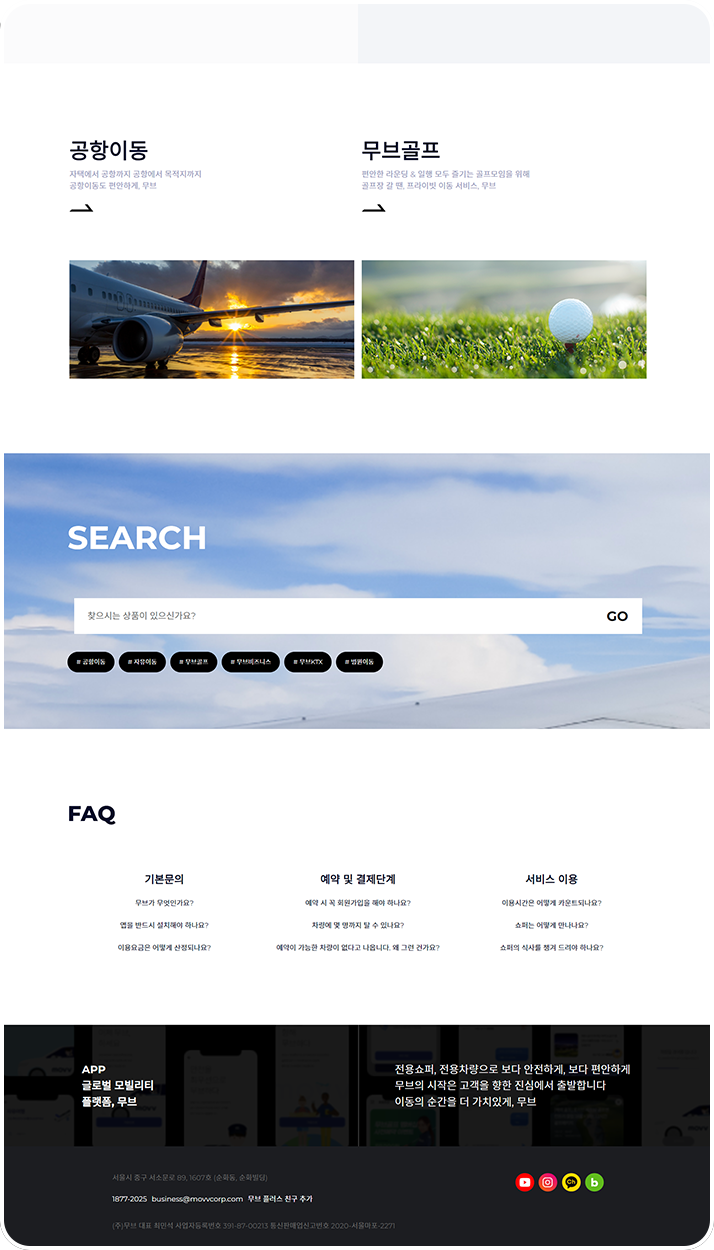 공항이동
자택에서 공항까지 공항에서 목적지까지
공항이동도 편안하게, 무브
무브골프
편안한 라운딩 & 일행 모두 즐기는 골프모임을 위해
골프장 갈 땐, 프라이빗 이동 서비스, 무브
SEARCH
찾으시는 상품이 있으신가요?
GO
# 공항이동 # 자유이동 # 무브골프 # 무브비즈니스 # 무브KTX # 병원이동
FAQ
기본문의
무브가 무엇인가요?
앱을 반드시 설치해야 하나요?
이용요금은 어떻게 산정되나요?
예약 및 결제단계
예약 시 꼭 회원가입을 해야 하나요?
차량에 몇 명까지 탈 수 있나요?
예약이 가능한 차량이 없다고 나옵니다. 왜 그런 건가요?
서비스 이용
이용시간은 어떻게 카운트되나요?
쇼퍼는 어떻게 만나나요?
쇼퍼의 식사를 챙겨 드려야 하나요?
APP
글로벌 모빌리티
플랫폼, 무브
전용쇼퍼, 전용차량으로 보다 안전하게, 보다 편안하게
무브의 시작은 고객을 향한 진심에서 출발합니다
이동의 순간을 더 가치있게, 무브
서울시 중구 서소문로 89, 1607호 (순화동, 순화빌딩)
1877-2025 business@movvcorp.com 무브 플러스 친구 추가
(주)무브 대표 최민석 사업자등록번호 391-87-00213 통신판매업신고번호 2020-서울마포-2271